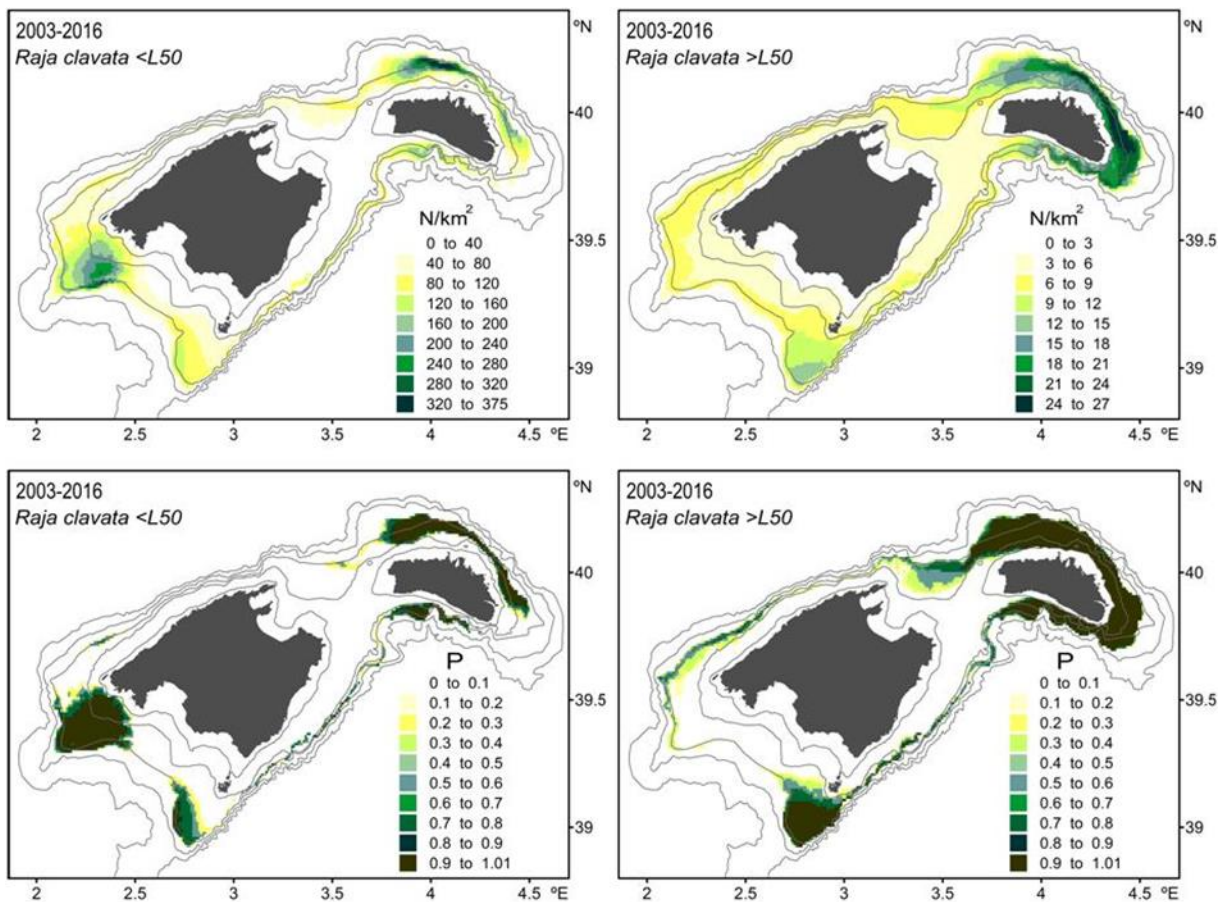 2003-2016
Raja clavata <L50
ºN
40
39.5
39
N/km²
0 to 40
40 to 80
80 to 120
120 to 160
160 to 200
200 to 240
240 to 280
280 to 320
320 to 375
2 2.5 3 3.5 4 4.5 ºE
2003-2016
Raja clavata >L50
ºN
40
39.5
39
N/km²
0 to 3
3 to 6
6 to 9
9 to 12
12 to 15
15 to 18
18 to 21
21 to 24
24 to 27
2 2.5 3 3.5 4 4.5 ºE
2003-2016
Raja clavata <L50
ºN
40
39.5
39
P
0 to 0.1
0.1 to 0.2
0.2 to 0.3
0.3 to 0.4
0.4 to 0.5
0.5 to 0.6
0.6 to 0.7
0.7 to 0.8
0.8 to 0.9
0.9 to 1.01
2 2.5 3 3.5 4 4.5 ºE
2003-2016
Raja clavata >L50
ºN
40
39.5
39
P
0 to 0.1
0.1 to 0.2
0.2 to 0.3
0.3 to 0.4
0.4 to 0.5
0.5 to 0.6
0.6 to 0.7
0.7 to 0.8
0.8 to 0.9
0.9 to 1.01
2 2.5 3 3.5 4 4.5 ºE